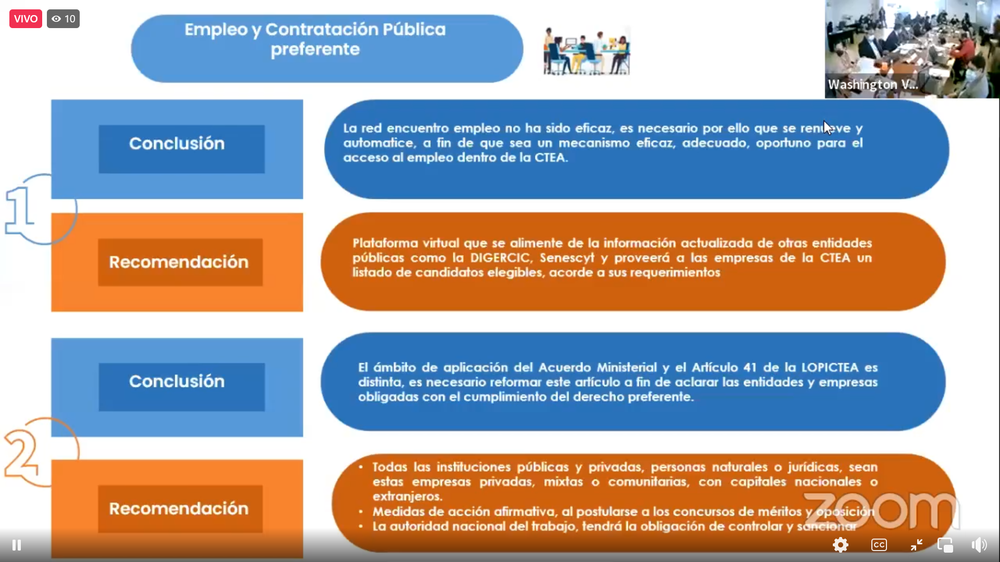 VIVO
10
Empleo y Contratación Pública
preferente
Washington V...
Conclusión
La red encuentro empleo no ha sido eficaz, es necesario por ello que se renueve y
automatice, a fin de que sea un mecanismo eficaz, adecuado, oportuno para el
acceso al empleo dentro de la CTEA.
1
Recomendación
Plataforma virtual que se alimente de la información actualizada de otras entidades
públicas como la DIGERCIC, Senescyt y proveerá a las empresas de la CTEA un
listado de candidatos elegibles, acorde a sus requerimientos
Conclusión
El ámbito de aplicación del Acuerdo Ministerial y el Artículo 41 de la LOPICTEA es
distinta, es necesario reformar este artículo a fin de aclarar las entidades y empresas
obligadas con el cumplimiento del derecho preferente.
2
Recomendación
• Todas las instituciones públicas y privadas, personas naturales o jurídicas, sean
estas empresas privadas, mixtas o comunitarias, con capitales nacionales o
extranjeros.
• Medidas de acción afirmativa, al postularse a los concursos de méritos y oposición
• La autoridad nacional del trabajo, tendrá la obligación de controlar y sancionar
zoom
CC